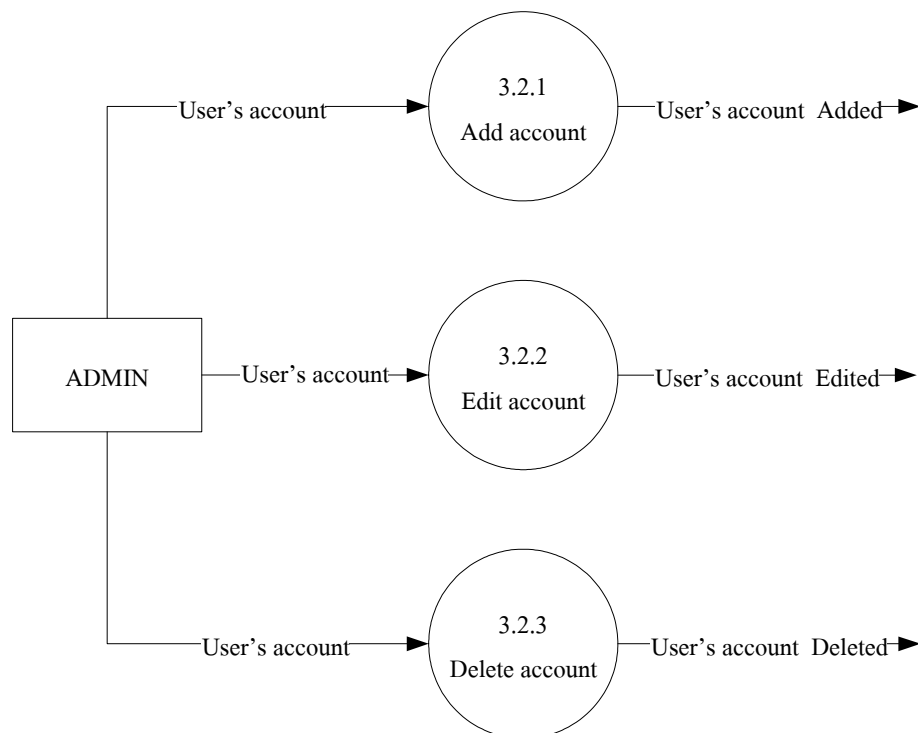 3.2.1
Add account
User’s account
User’s account Added
ADMIN
User’s account
3.2.2
Edit account
User’s account Edited
User’s account
3.2.3
Delete account
User’s account Deleted